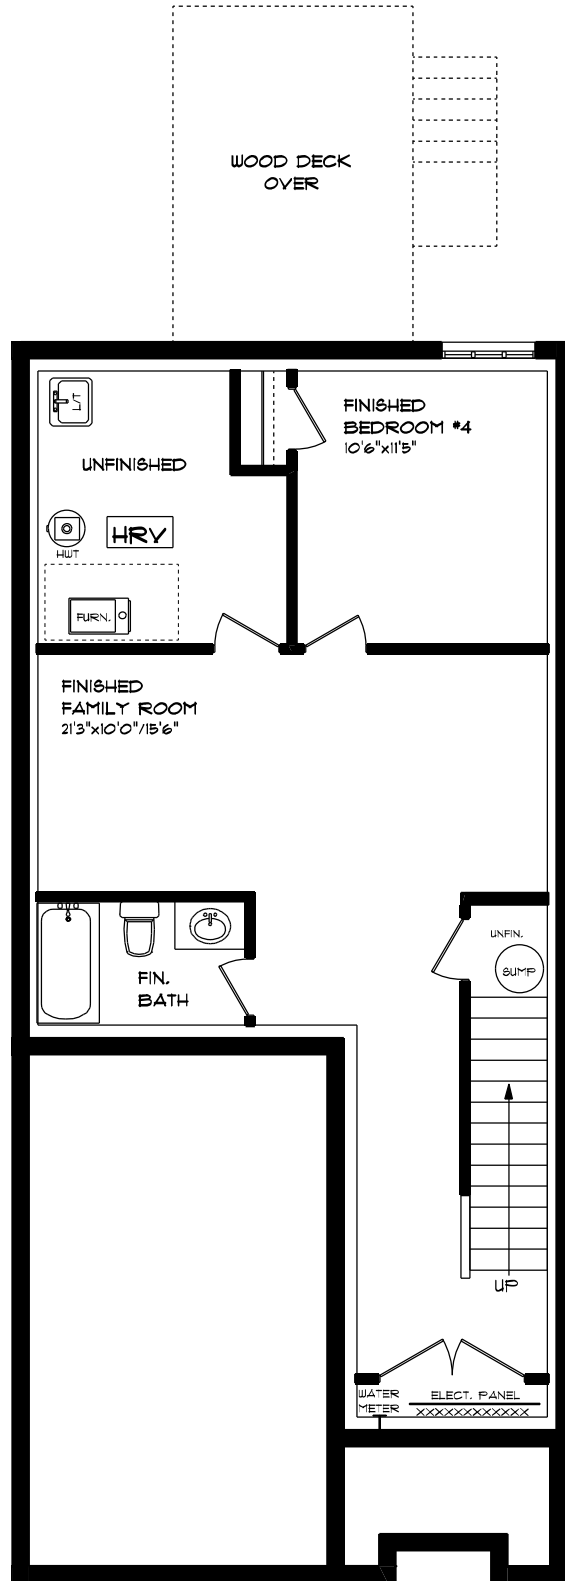 WOOD DECK
OVER
L/T
FINISHED
BEDROOM #4
10'6"x11'5"
UNFINISHED
HRV
HWT
FURN.
FINISHED
FAMILY ROOM
21'3"x10'0"/15'6"
UNFIN.
SUMP
FIN.
BATH
UP
WATER
METER
ELECT. PANEL
XXXXXXXXXXXX